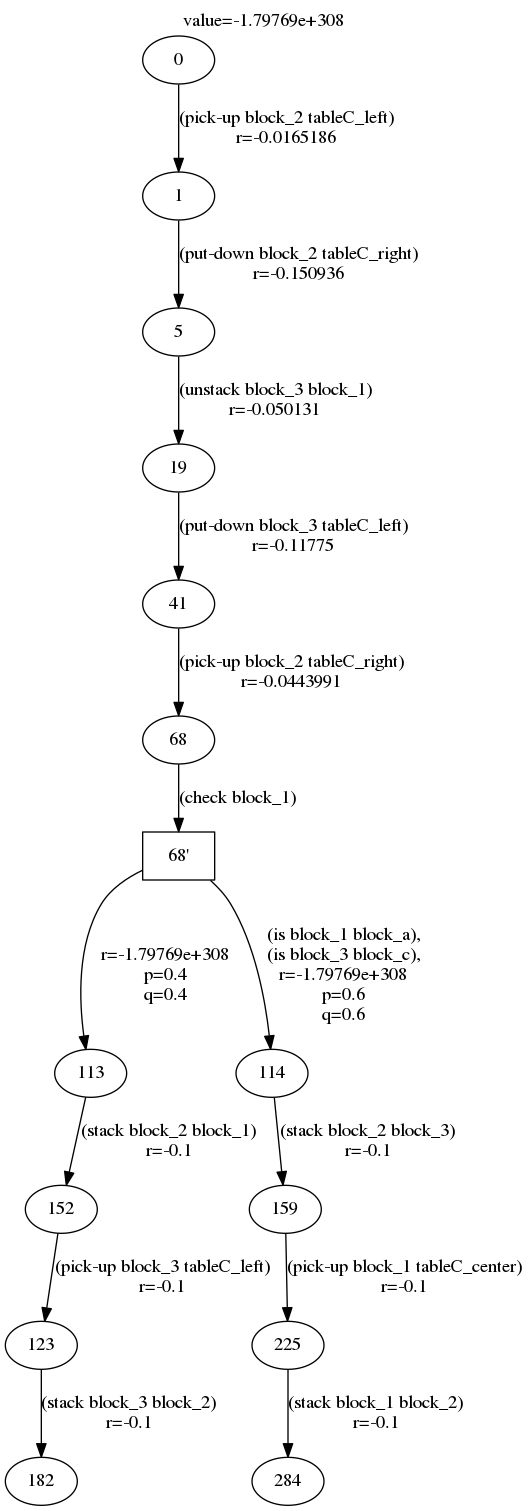 value=-1.79769e+308
0
(pick-up block_2 tableC_left)
r=-0.0165186
1
(put-down block_2 tableC_right)
r=-0.150936
5
(unstack block_3 block_1)
r=-0.050131
19
(put-down block_3 tableC_left)
r=-0.11775
41
(pick-up block_2 tableC_right)
r=-0.0443991
68
(check block_1)
68'
r=-1.79769e+308
p=0.4
q=0.4
(is block_1 block_a),
(is block_3 block_c),
r=-1.79769e+308
p=0.6
q=0.6
113
114
(stack block_2 block_1)
r=-0.1
(stack block_2 block_3)
r=-0.1
152
159
(pick-up block_3 tableC_left)
r=-0.1
(pick-up block_1 tableC_center)
r=-0.1
123
225
(stack block_3 block_2)
r=-0.1
(stack block_1 block_2)
r=-0.1
182
284